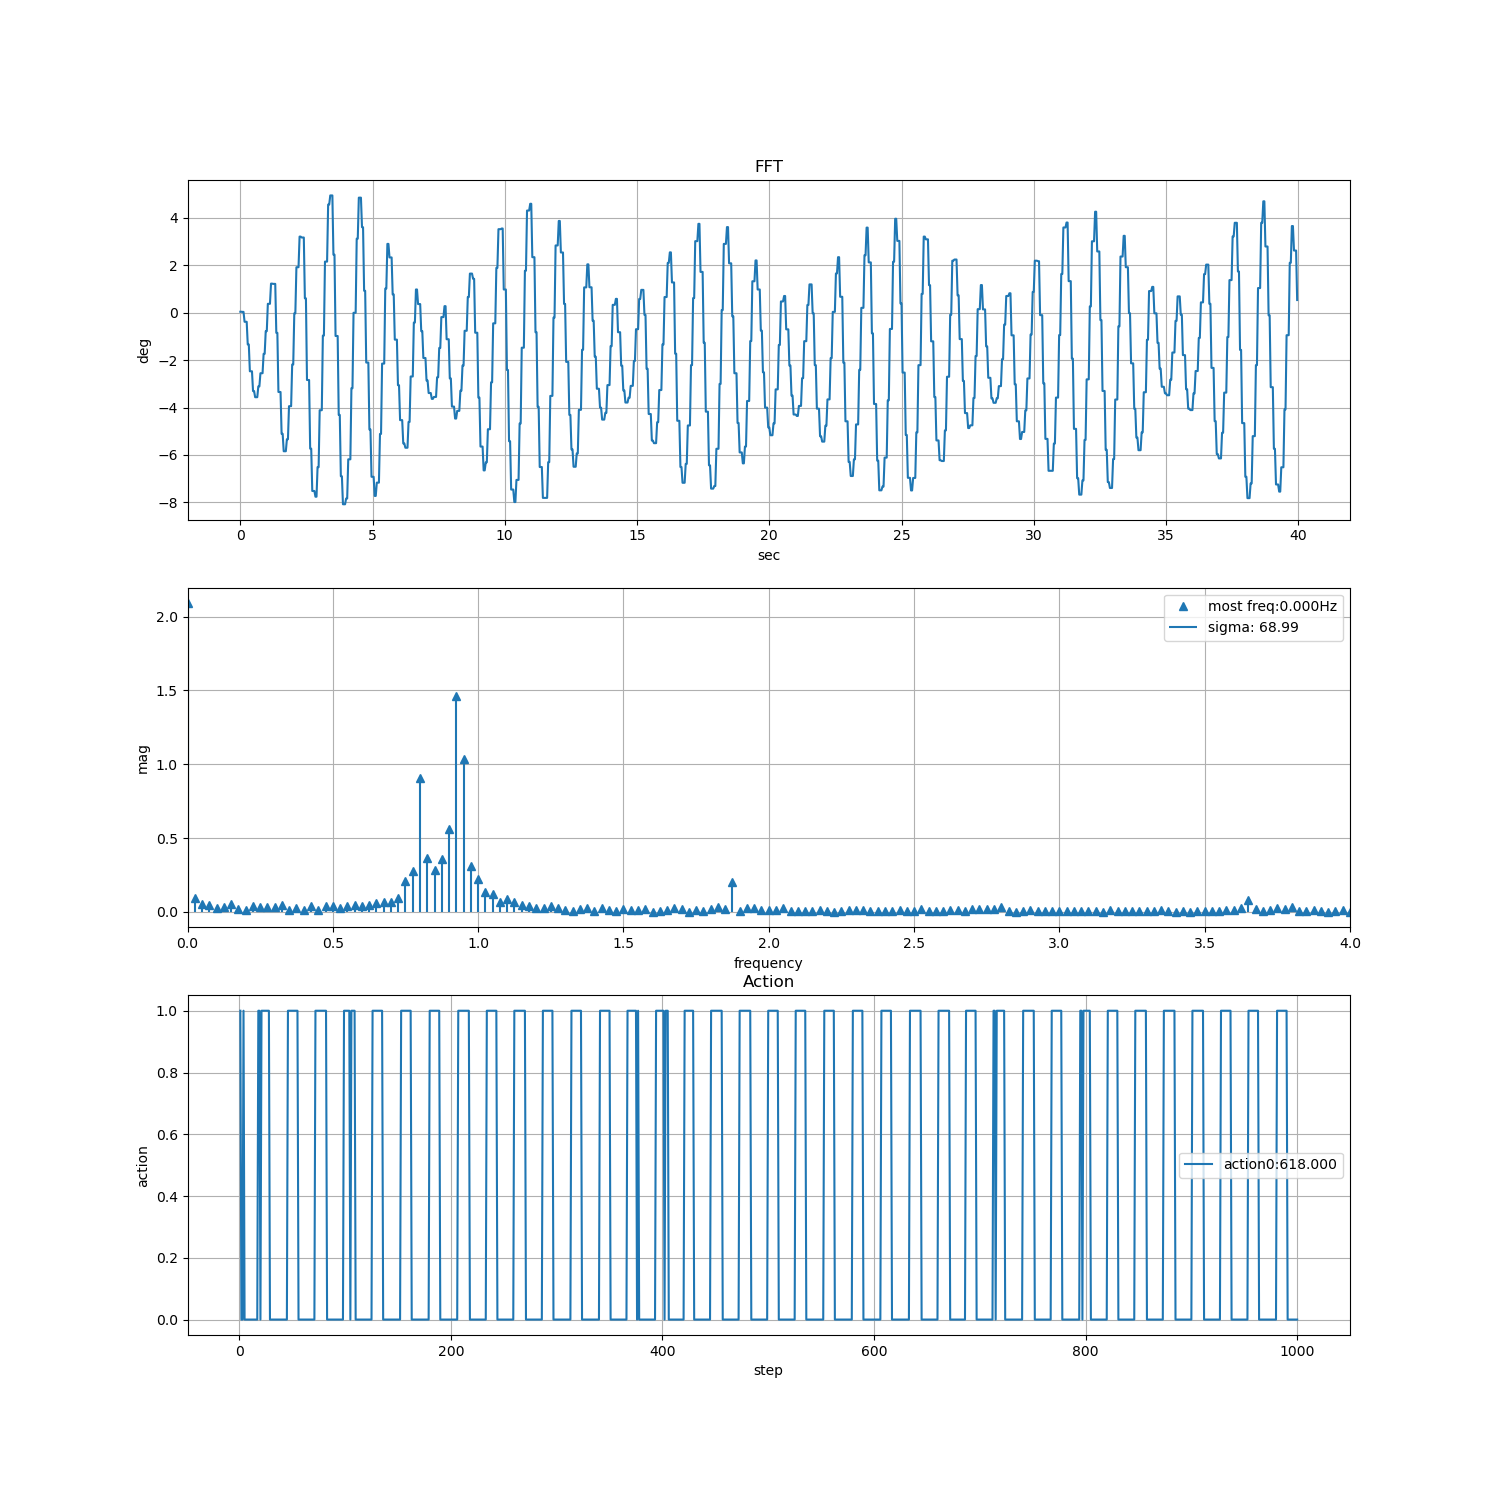 FFT
4
2
0
−2
−4
−6
−8
deg
0 5 10 15 20 25 30 35 40
sec
2.0
1.5
1.0
0.5
0.0
mag
most freq:0.000Hz
sigma: 68.99
0.0 0.5 1.0 1.5 2.0 2.5 3.0 3.5 4.0
frequency
Action
1.0
0.8
0.6
0.4
0.2
0.0
action
action0:618.000
0 200 400 600 800 1000
step